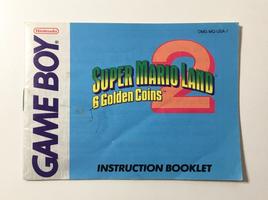 Nintendo
GAME BOY
DMG-MQ-USA-1
SUPER MARIO LAND 2
6 Golden Coins
INSTRUCTION BOOKLET